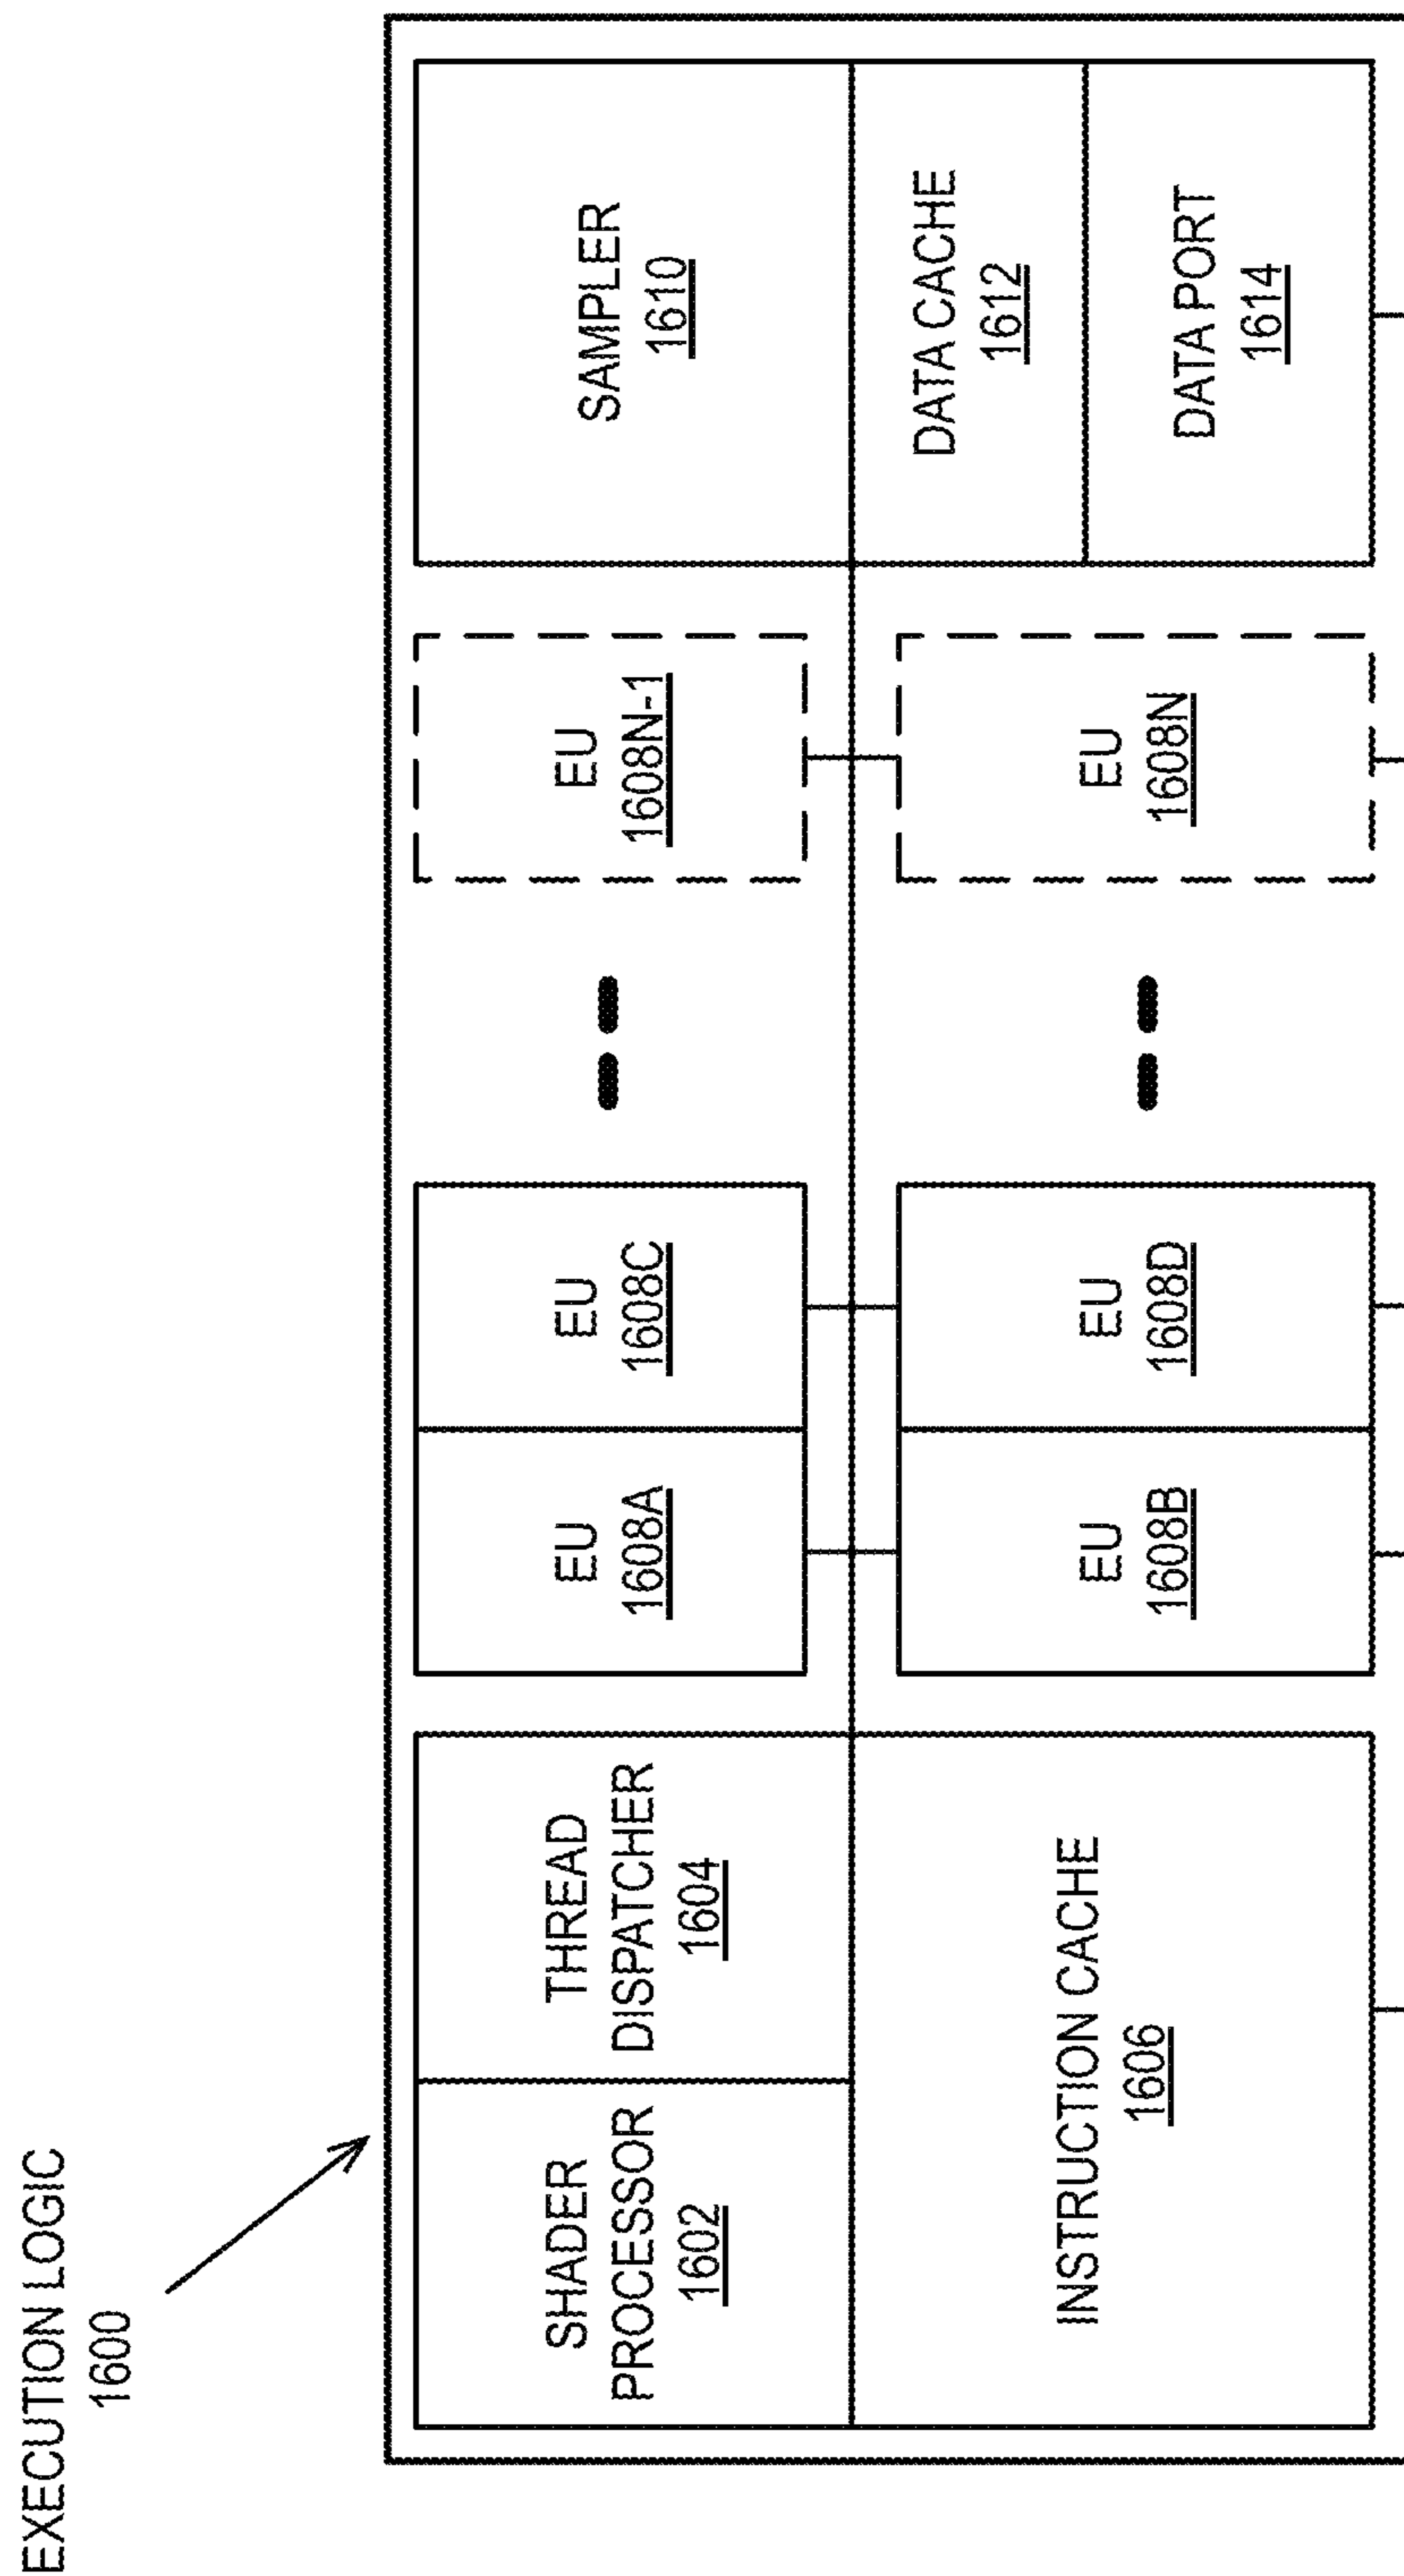 EXECUTION LOGIC
1600
SHADER
PROCESSOR
1602
THREAD
DISPATCHER
1604
INSTRUCTION CACHE
1606
EU
1608A
EU
1608C
EU
1608B
EU
1608D
EU
1608N-1
EU
1608N
SAMPLER
1610
DATA CACHE
1612
DATA PORT
1614